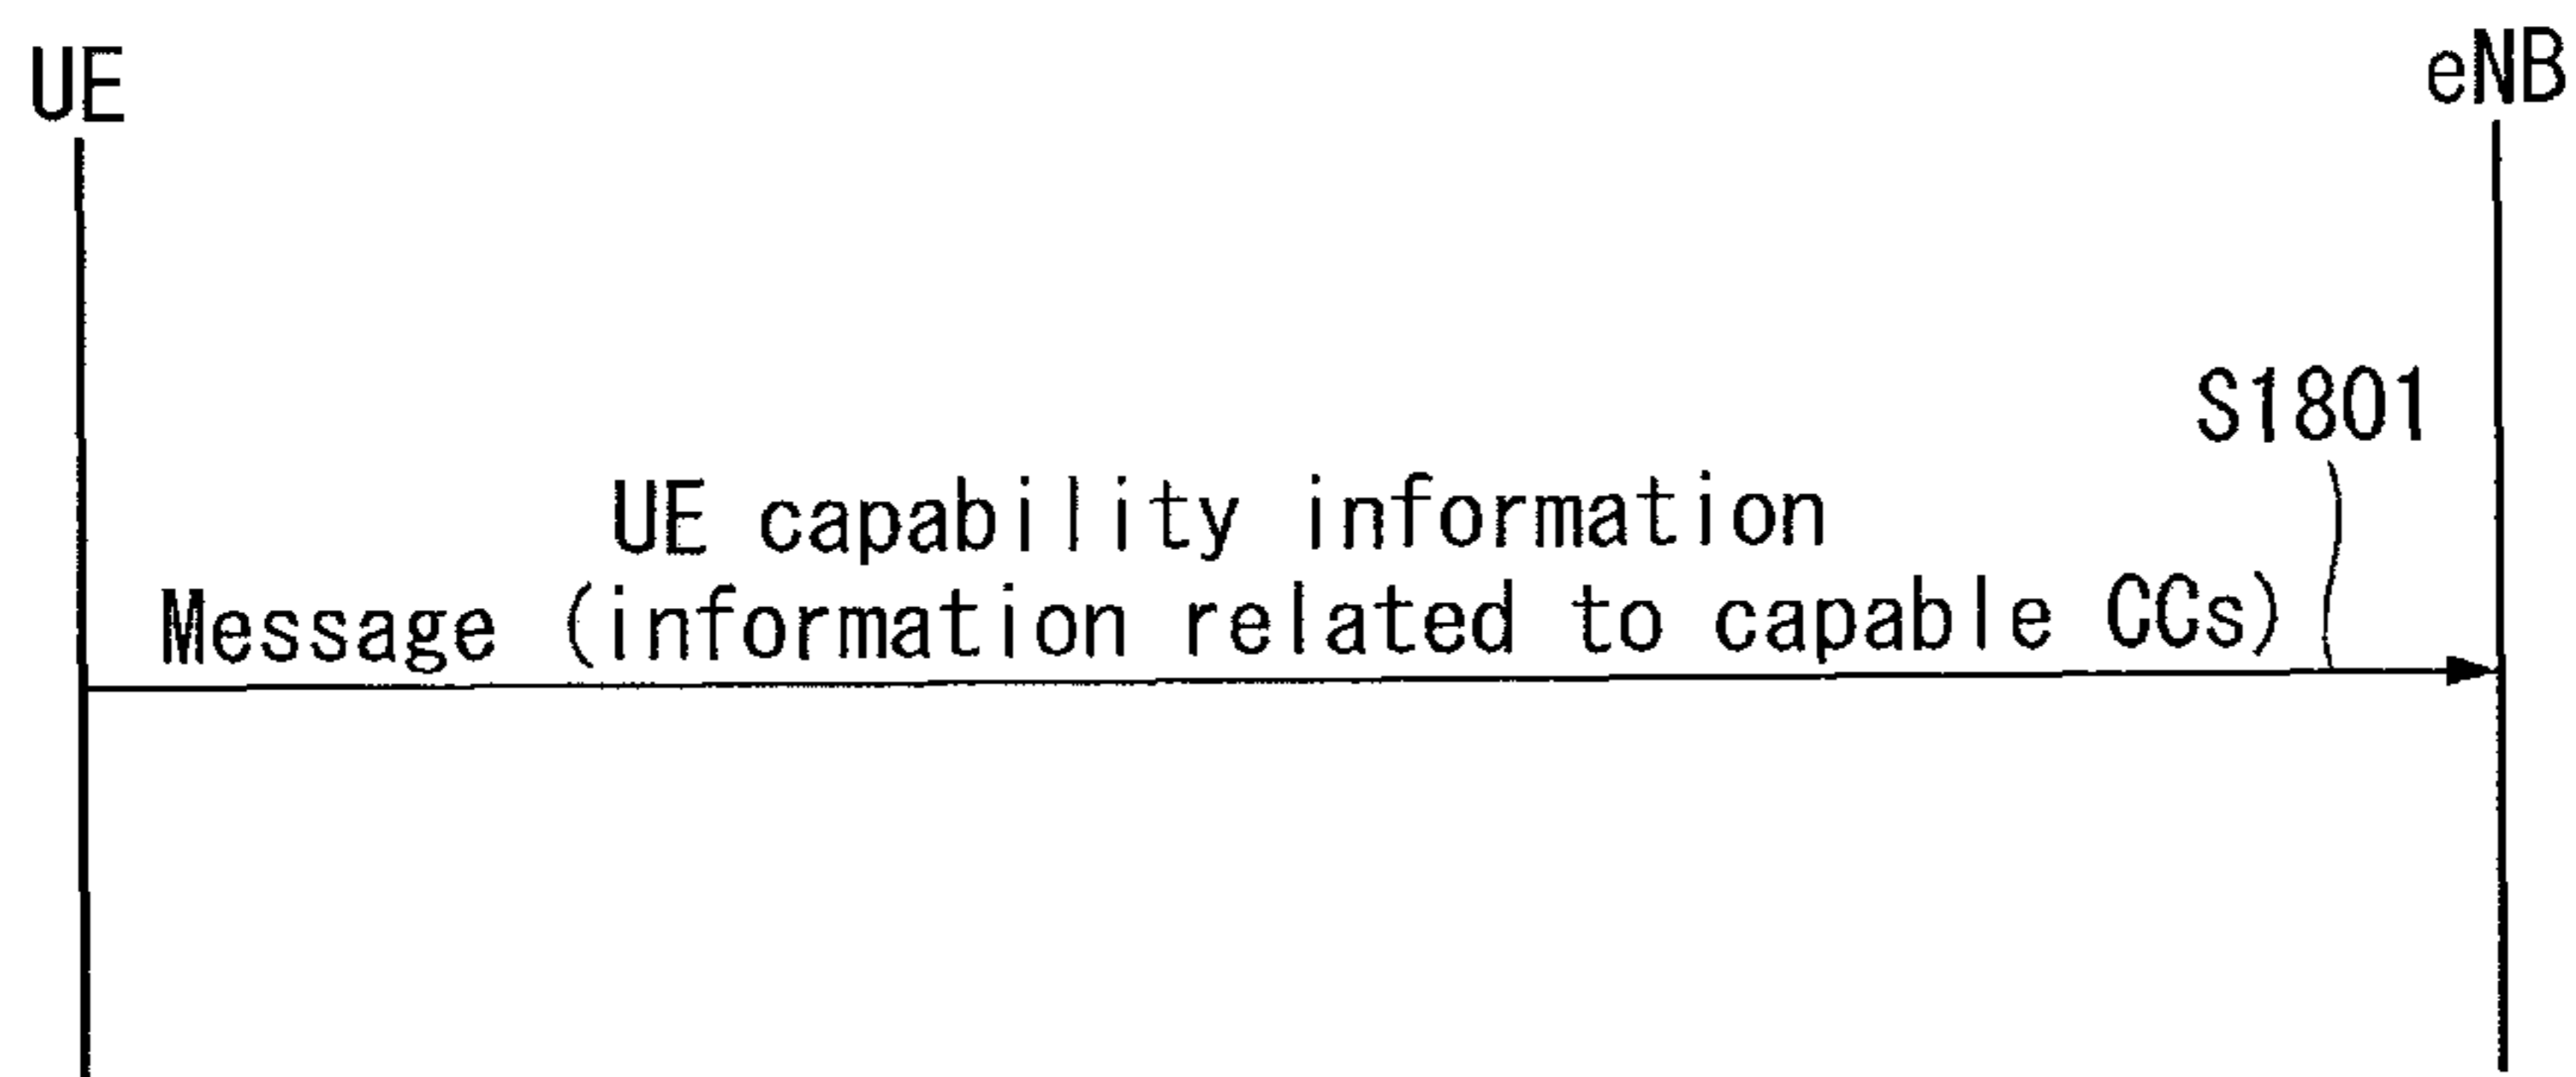 UE
eNB
S1801
UE capability information
Message (information related to capable CCs)